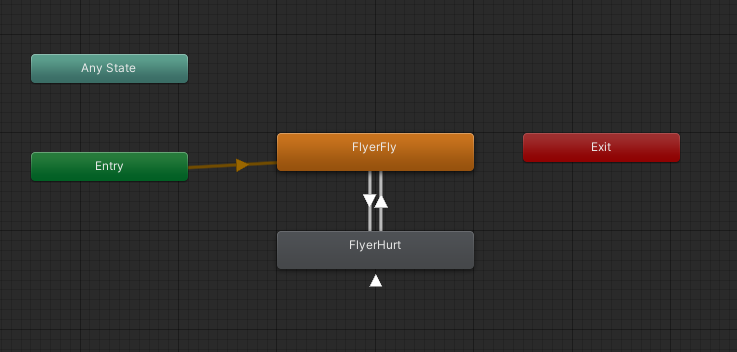 Any State
FlyerFly
Exit
Entry
FlyerHurt